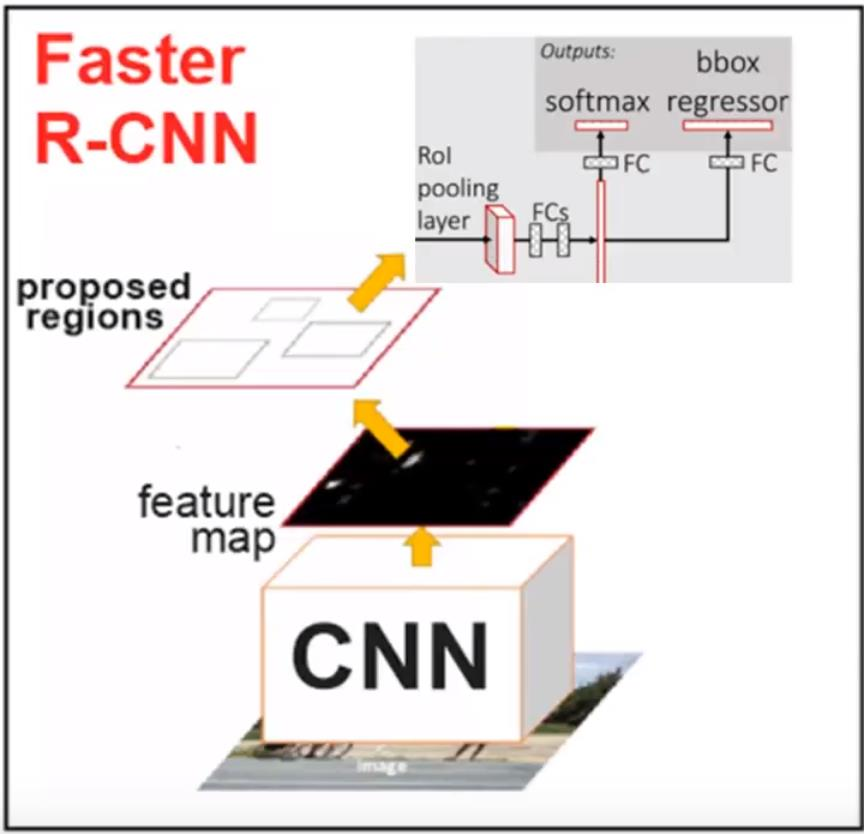 Faster
R-CNN
Outputs:
bbox
softmax regressor
RoI
pooling
layer
FCs
FC
FC
proposed
regions
feature
map
CNN
image